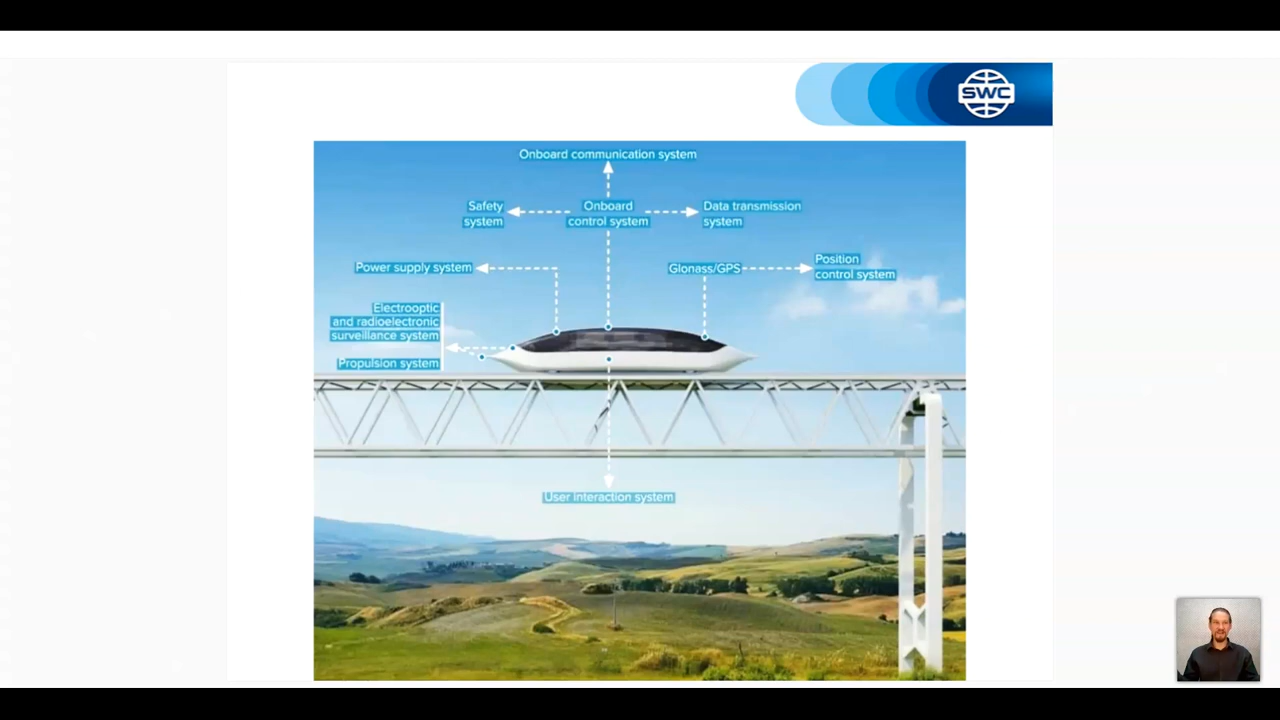 SWC
Onboard communication system
Safety
system
Onboard
control system
Data transmission
system
Power supply system
Glonass/GPS
Position
control system
Electrooptic
and radioelectronic
surveillance system
Propulsion system
User interaction system